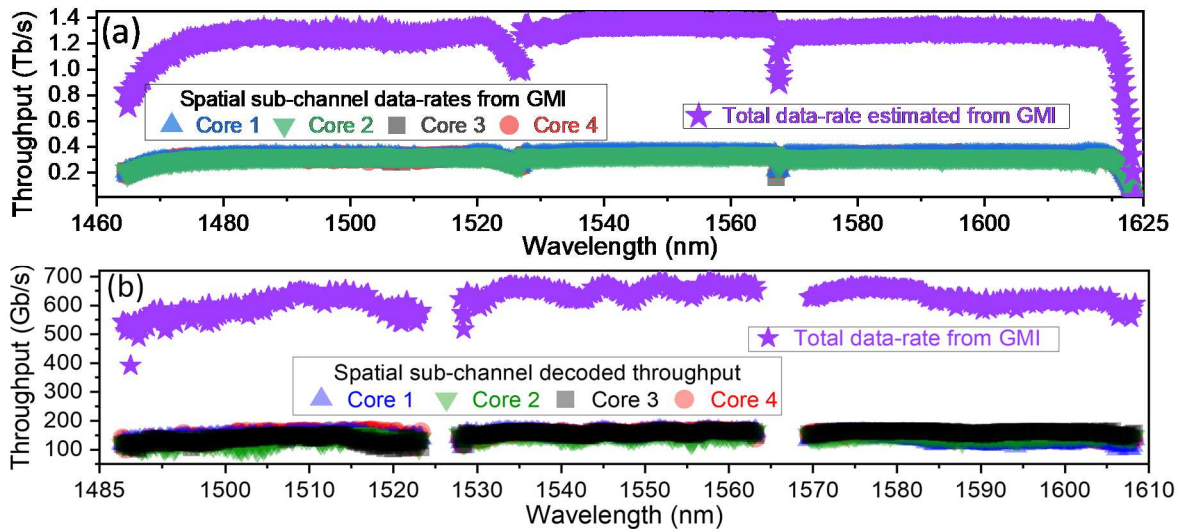 (a)
Throughput (Tb/s)
1.4
1.2
1.0
0.8
0.6
0.4
0.2
Spatial sub-channel data-rates from GMI
Core 1 Core 2 Core 3 Core 4
Total data-rate estimated from GMI
1460 1480 1500 1520 1540 1560 1580 1600 1625
Wavelength (nm)
(b)
Throughput (Gb/s)
700
600
500
400
300
200
100
Total data-rate from GMI
Spatial sub-channel decoded throughput
Core 1 Core 2 Core 3 Core 4
1485 1500 1510 1520 1530 1540 1550 1560 1570 1580 1590 1600 1610
Wavelength (nm)